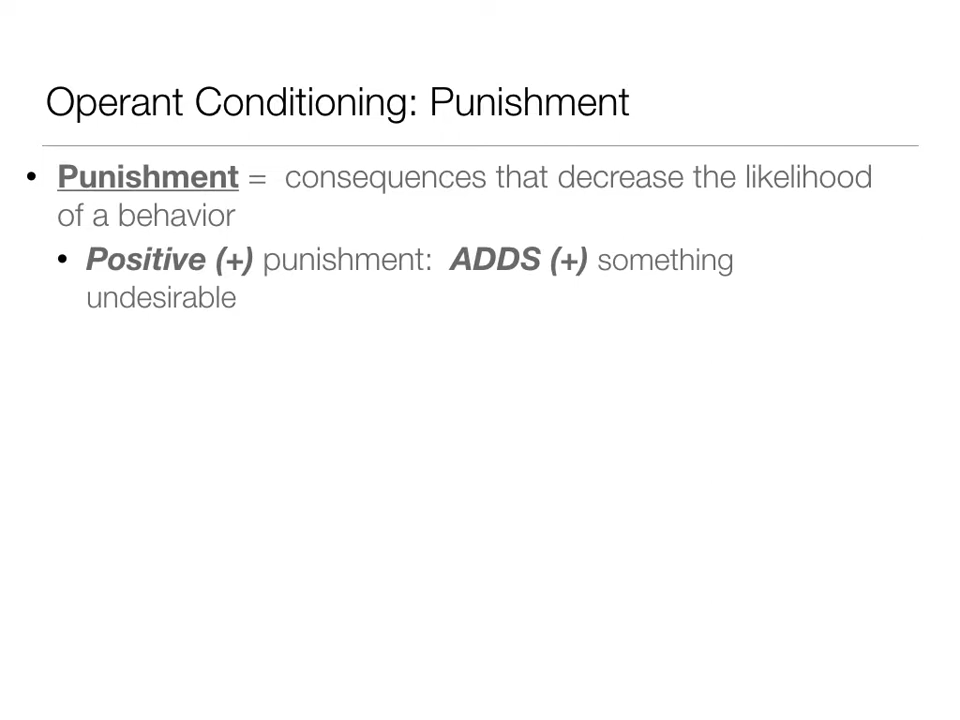 Operant Conditioning: Punishment
• Punishment =  consequences that decrease the likelihood
of a behavior
• Positive (+) punishment:  ADDS (+) something
undesirable